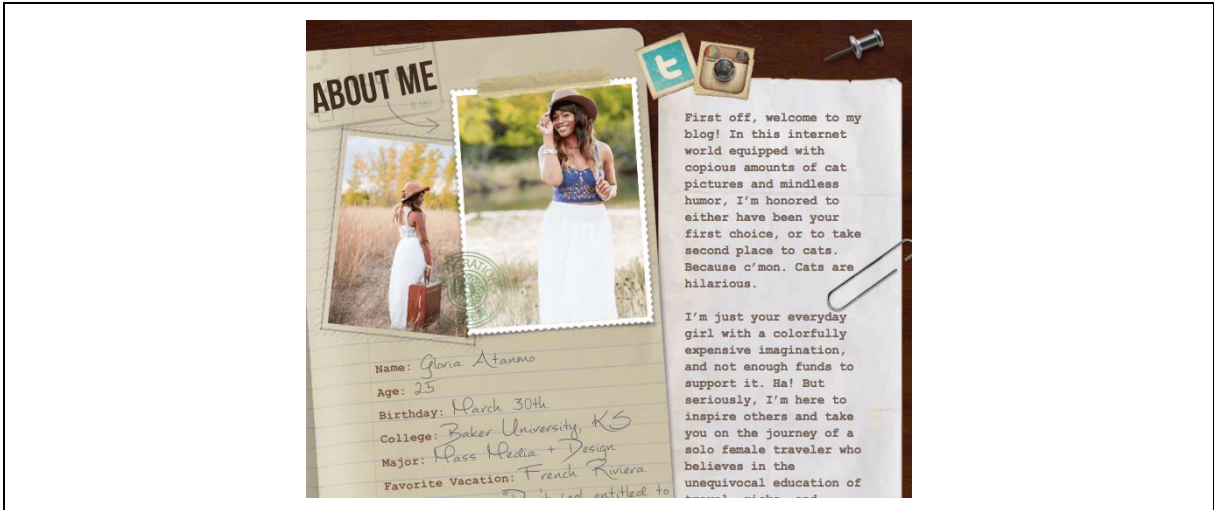 ABOUT ME
Name: Gloria Atanmo
Age: 25
Birthday: March 30th
College: Baker University, KS
Major: Mass Media + Design
Favorite Vacation: French Riviera
entitled to
First off, welcome to my
blog! In this internet
world equipped with
copious amounts of cat
pictures and mindless
humor, I'm honored to
either have been your
first choice, or to take
second place to cats.
Because c'mon. Cats are
hilarious.
I'm just your everyday
girl with a colorfully
expensive imagination,
and not enough funds to
support it. Ha! But
seriously, I'm here to
inspire others and take
you on the journey of a
solo female traveler who
believes in the
unequivocal education of